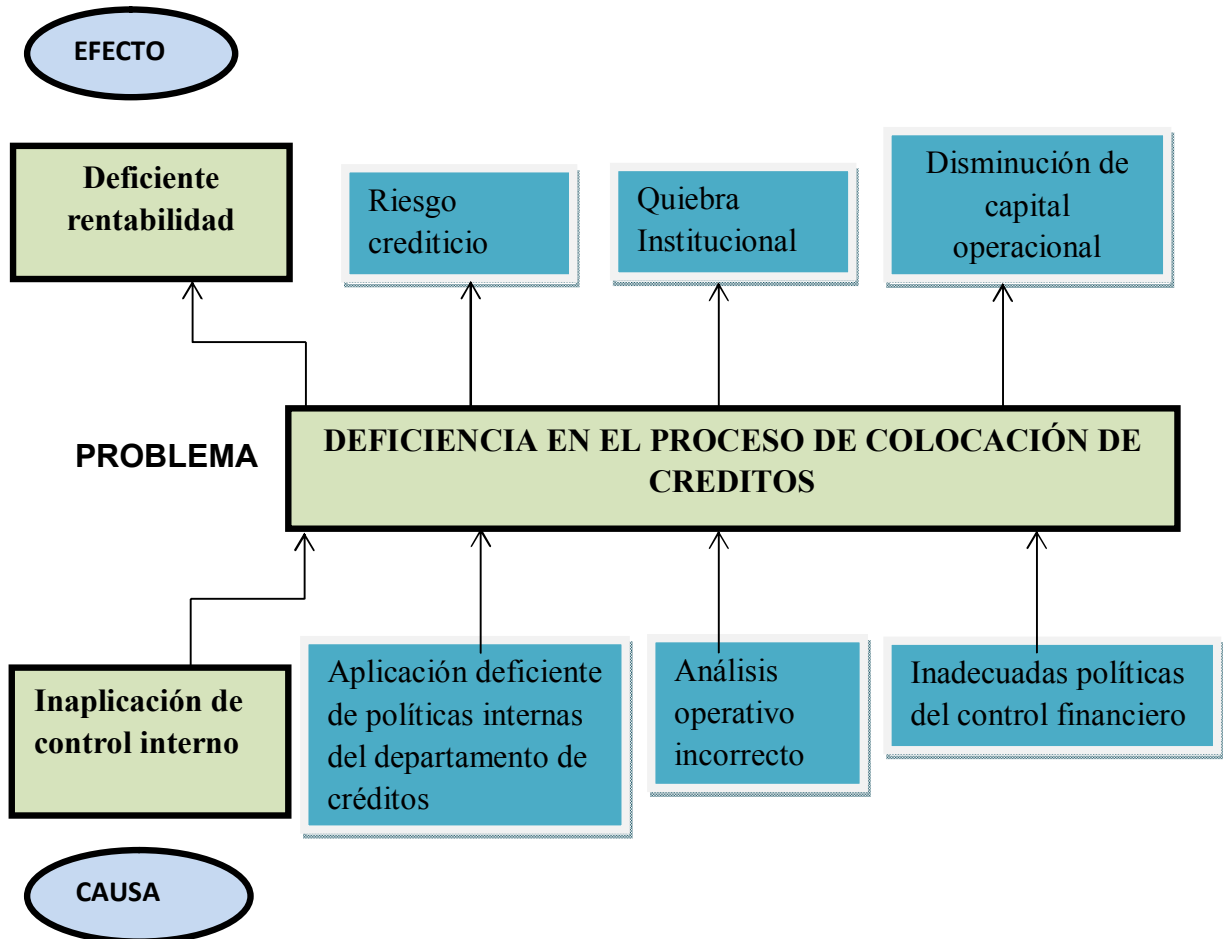 EFECTO
Deficiente
rentabilidad
Riesgo
crediticio
Quiebra
Institucional
Disminución de
capital
operacional
PROBLEMA
DEFICIENCIA EN EL PROCESO DE COLOCACIÓN DE
CREDITOS
Inaplicación de
control interno
Aplicación deficiente
de políticas internas
del departamento de
créditos
Análisis
operativo
incorrecto
Inadecuadas políticas
del control financiero
CAUSA